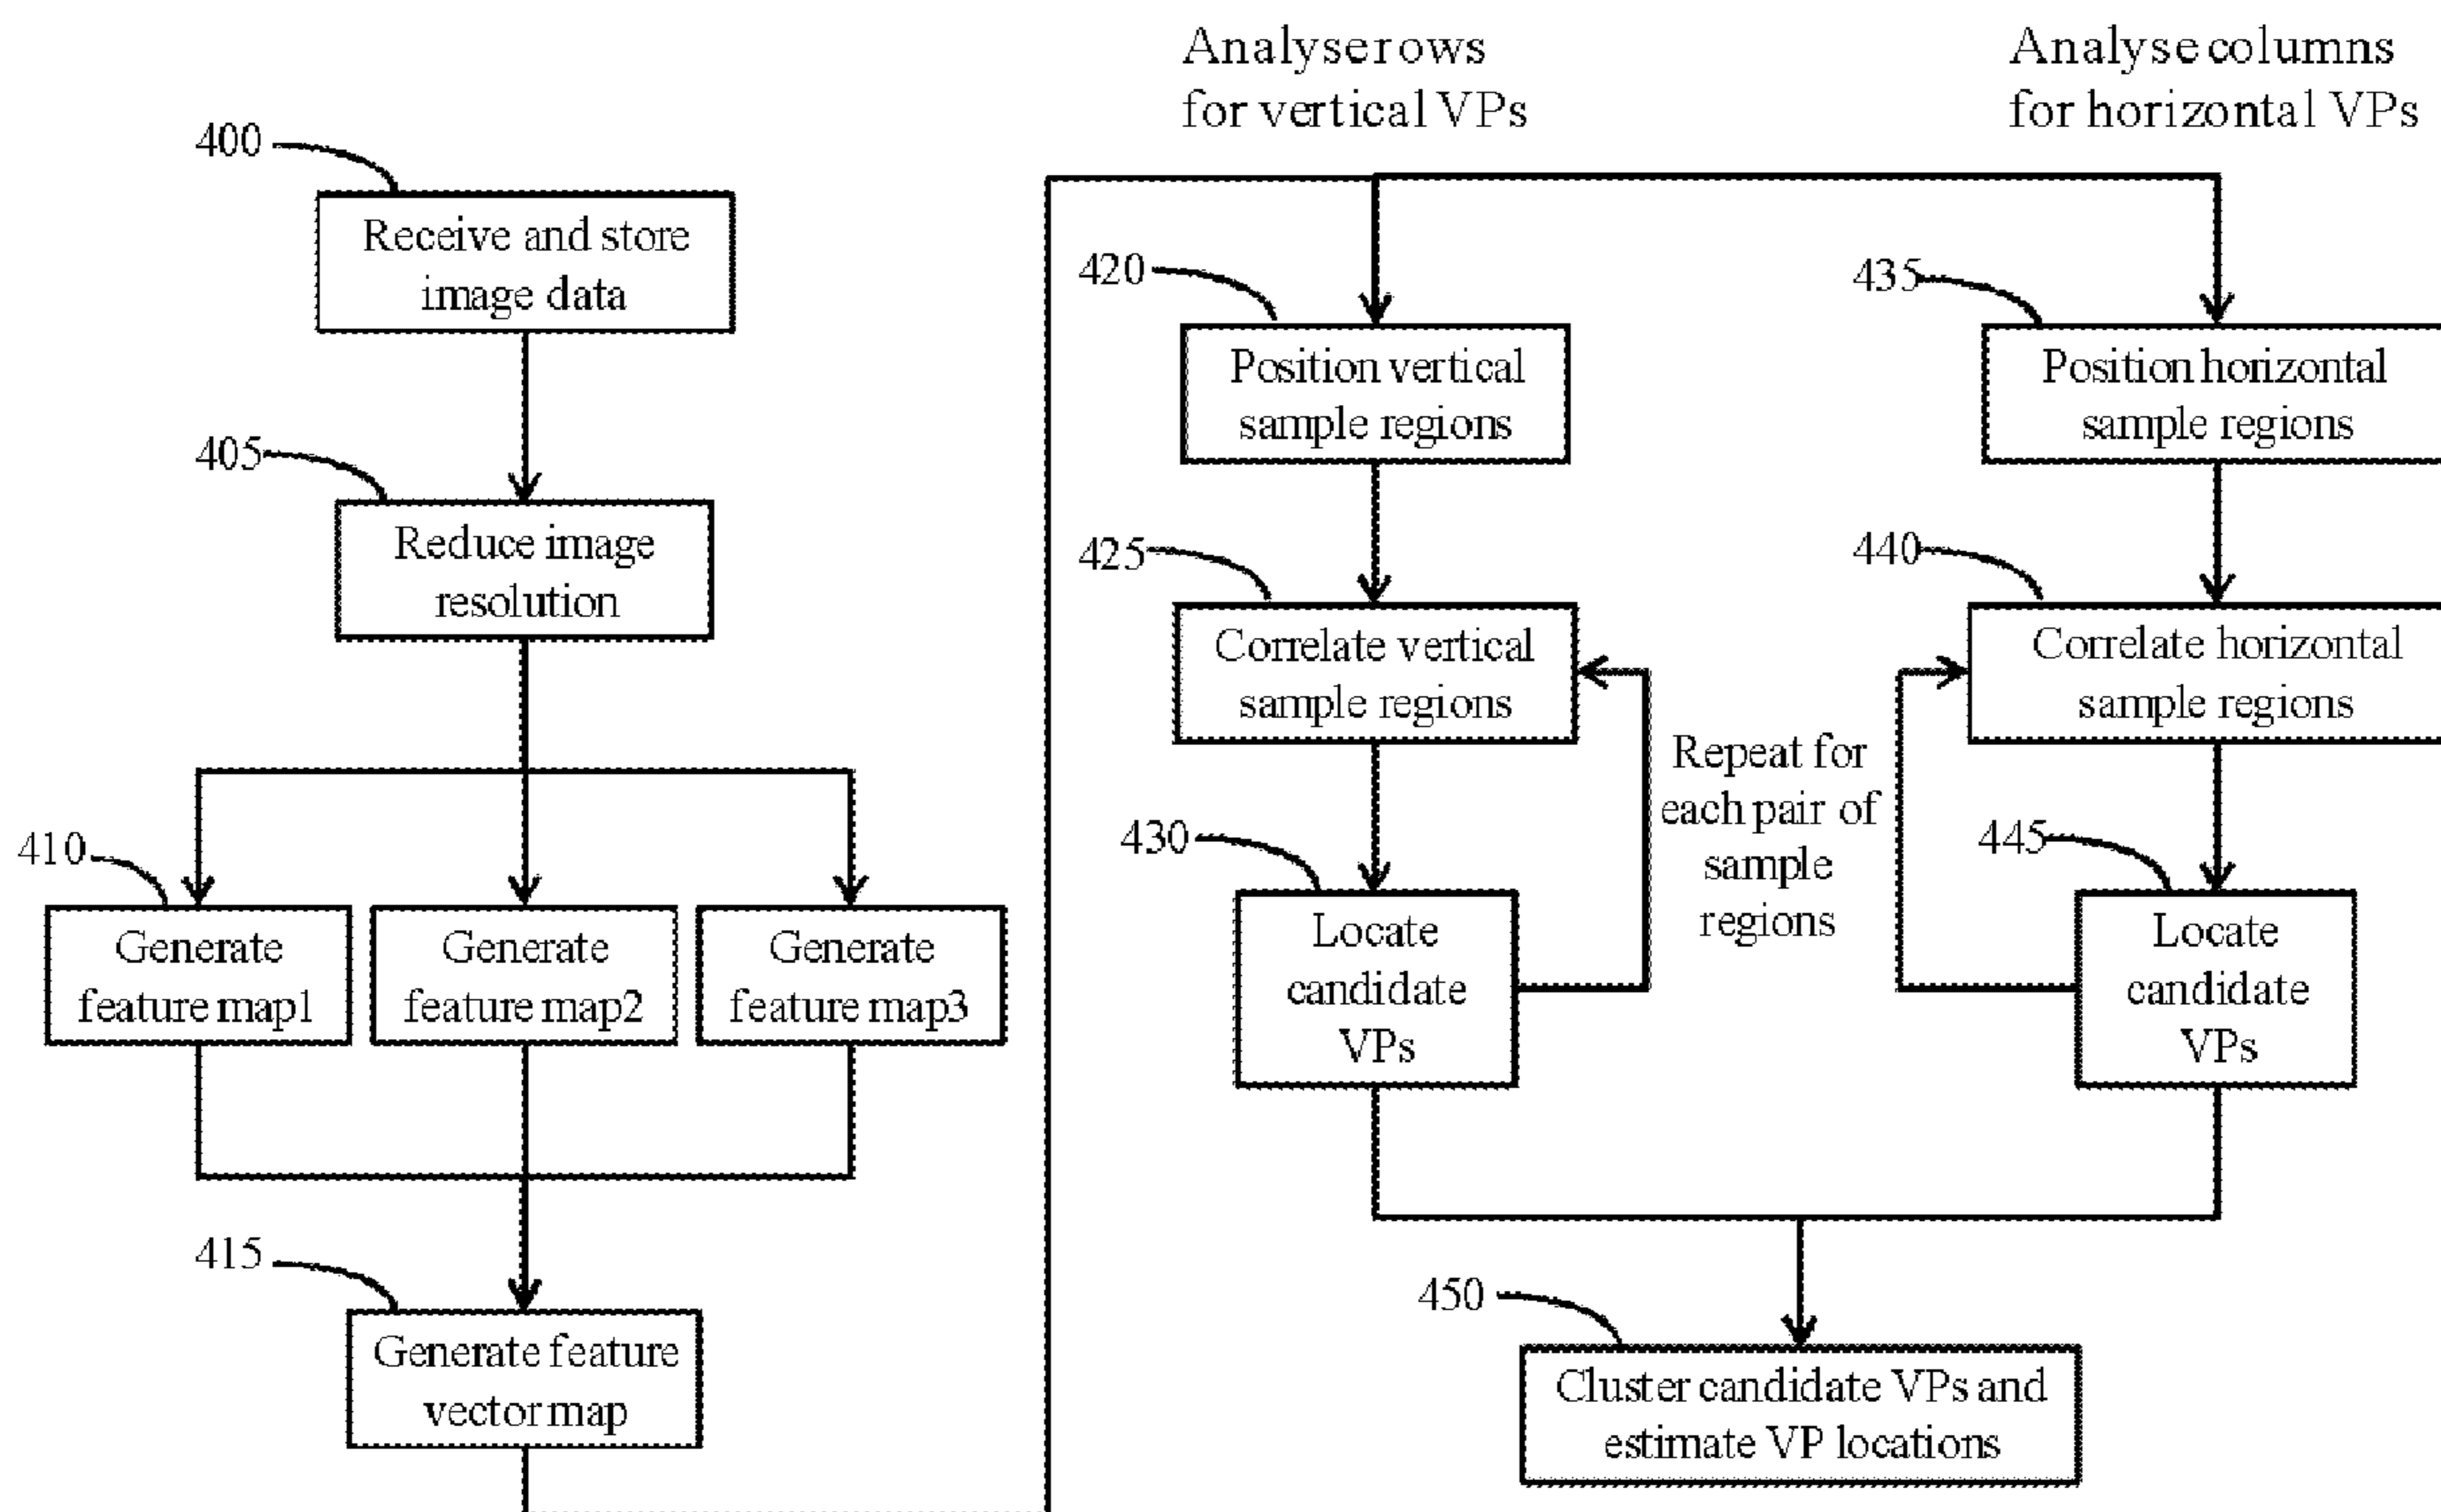 400
Receive and store
image data
405
Reduce image
resolution
410
Generate
feature map1
Generate
feature map2
Generate
feature map3
415
Generate feature
vector map
Analyse rows
for vertical VPs
420
Position vertical
sample regions
425
Correlate vertical
sample regions
430
Locate
candidate
VPs
Repeat for
each pair of
sample
regions
Analyse columns
for horizontal VPs
435
Position horizontal
sample regions
440
Correlate horizontal
sample regions
445
Locate
candidate
VPs
450
Cluster candidate VPs and
estimate VP locations